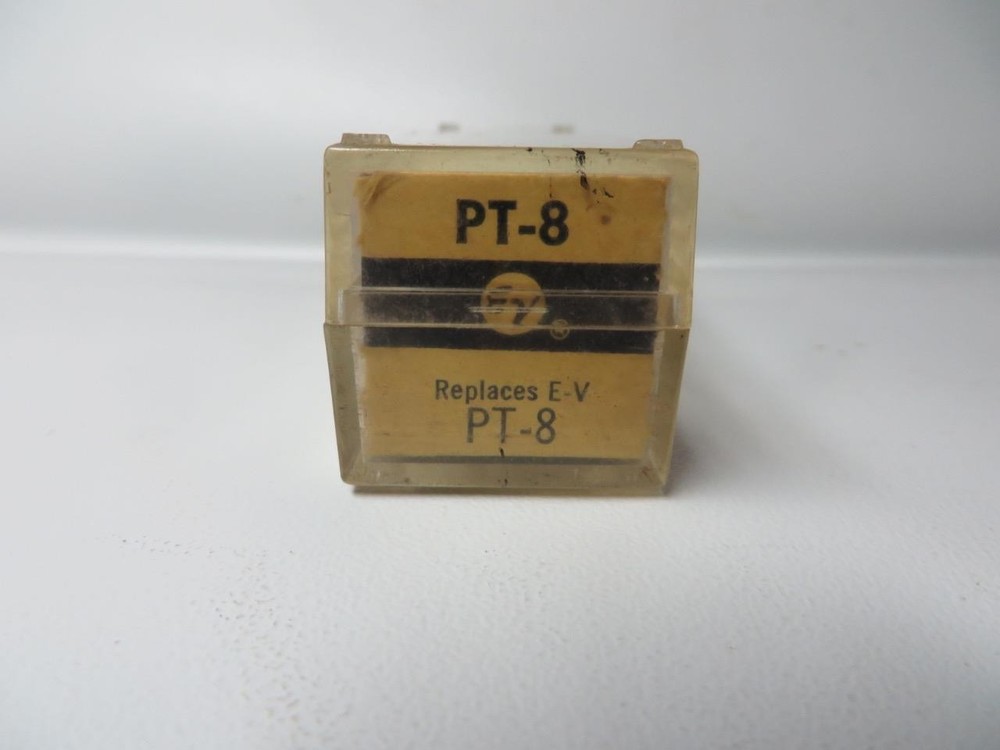 PT-8
EV
®
Replaces E-V
PT-8